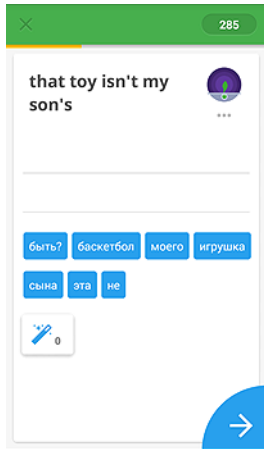 285
that toy isn't my
son's
быть? баскетбол моего игрушка
сына эта не
0